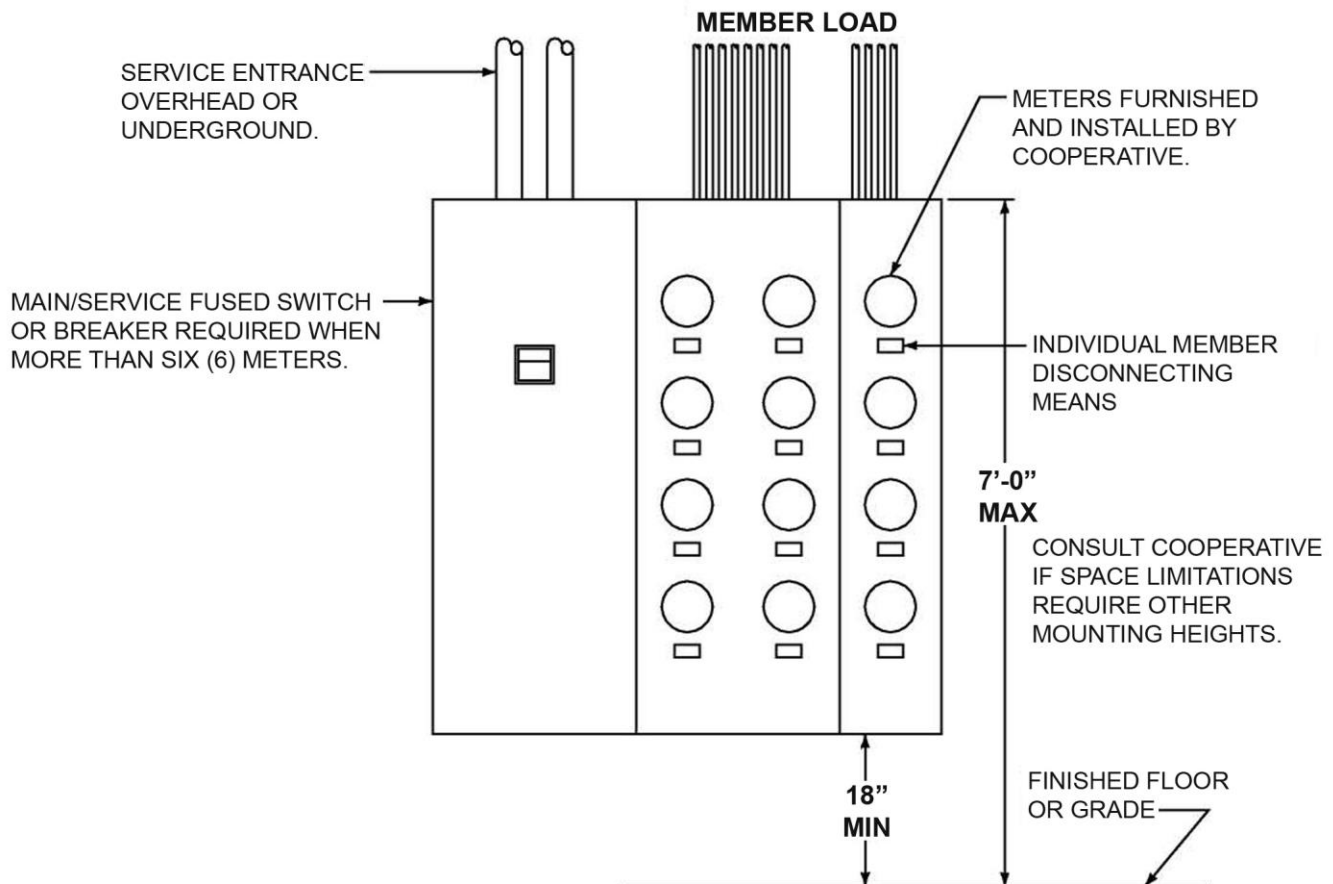 MEMBER LOAD
SERVICE ENTRANCE
OVERHEAD OR
UNDERGROUND.
METERS FURNISHED
AND INSTALLED BY
COOPERATIVE.
MAIN/SERVICE FUSED SWITCH
OR BREAKER REQUIRED WHEN
MORE THAN SIX (6) METERS.
INDIVIDUAL MEMBER
DISCONNECTING
MEANS
7’-0”
MAX
CONSULT COOPERATIVE
IF SPACE LIMITATIONS
REQUIRE OTHER
MOUNTING HEIGHTS.
18”
MIN
FINISHED FLOOR
OR GRADE